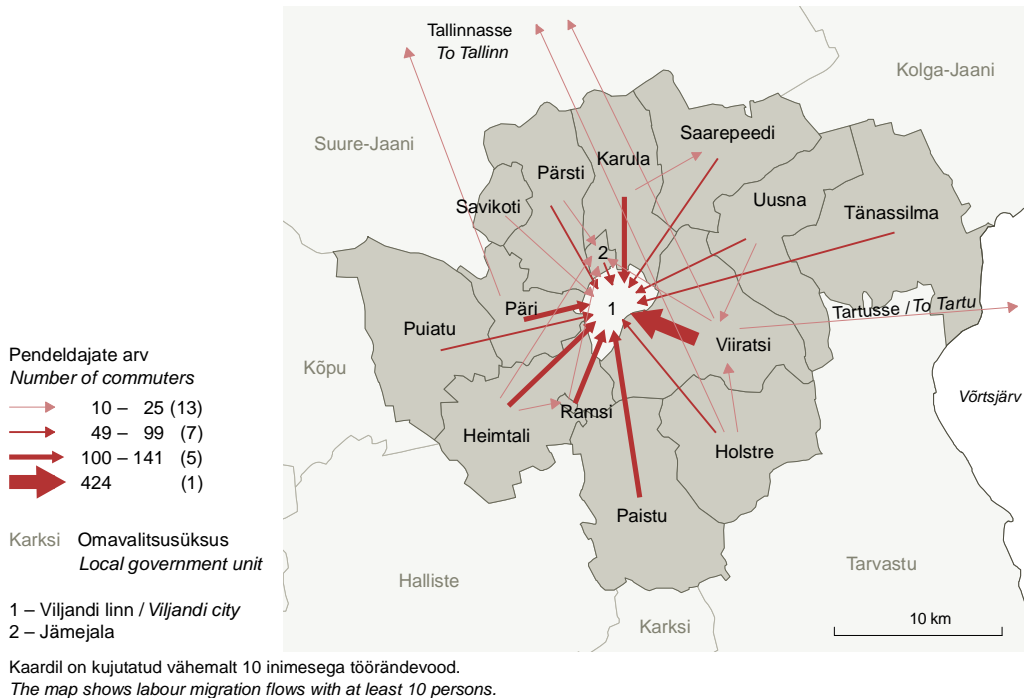 Tallinnasse
To Tallinn
Kolga-Jaani
Suure-Jaani
Saarepeedi
Karula
Pärsti
Uusna
Savikoti
Tänassilma
2
Päri
1
Tartusse / To Tartu
Puiatu
Viiratsi
Kõpu
Võrtsjärv
Ramsi
Heimtali
Holstre
Paistu
Halliste
Tarvastu
Karksi
10 km
Pendeldajate arv
Number of commuters
10 – 25 (13)
49 – 99 (7)
100 – 141 (5)
424 (1)
Karksi Omavalitsusüksus
Local government unit
1 – Viljandi linn / Viljandi city
2 – Jämejala
Kaardil on kujutatud vähemalt 10 inimesega töörändevood.
The map shows labour migration flows with at least 10 persons.